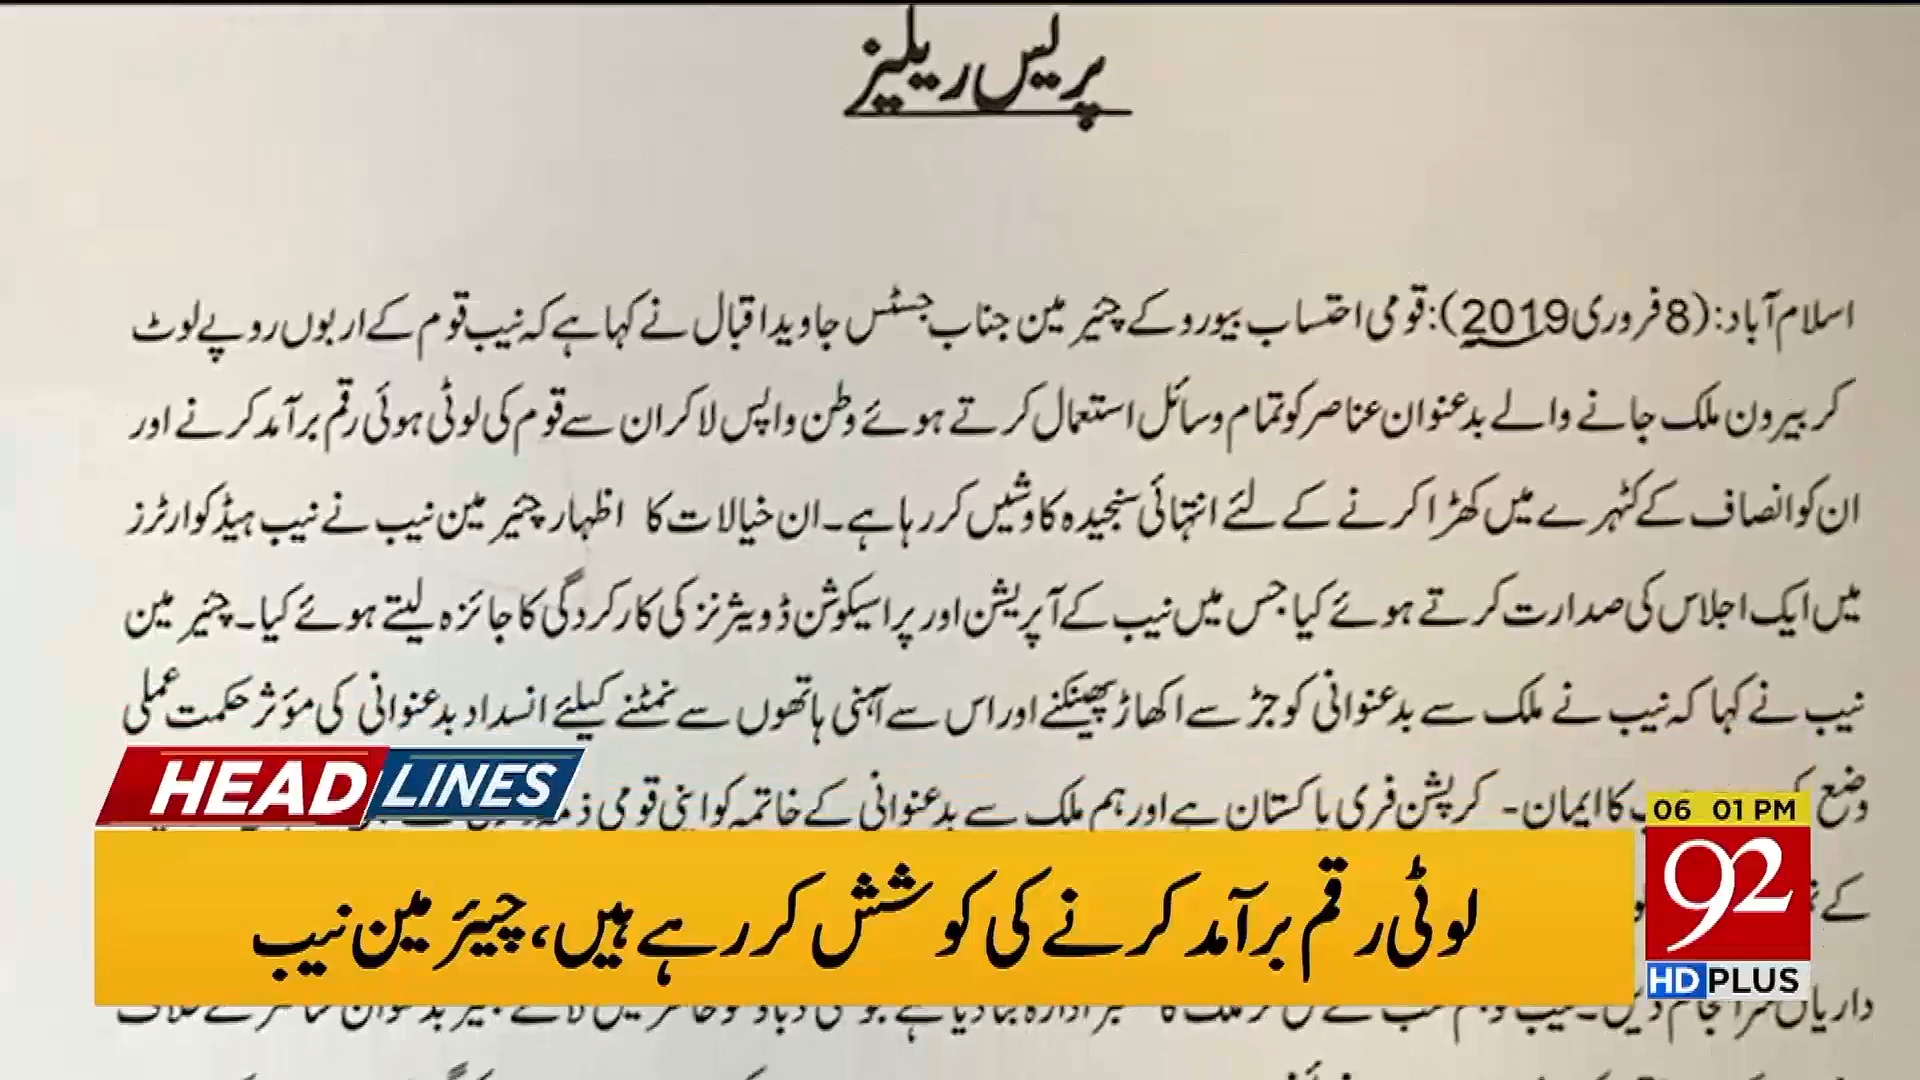 پریس ریلیز
اسلام آباد: (8 فروری 2019): قومی احتساب بیورو کے چئیرمین جناب جسٹس جاوید اقبال نے کہا ہے کہ نیب قوم کے اربوں روپے لوٹ
کر بیرون ملک جانے والے بدعنوان عناصر کو تمام وسائل استعمال کرتے ہوئے وطن واپس لا کر ان سے قوم کی لوٹی ہوئی رقم برآمد کرنے اور
ان کو انصاف کے کٹہرے میں کھڑا کرنے کے لئے انتہائی سنجیدہ کاوشیں کر رہا ہے۔ ان خیالات کا اظہار چئیرمین نیب نے نیب ہیڈ کوارٹرز
میں ایک اجلاس کی صدارت کرتے ہوئے کیا جس میں نیب کے آپریشن اور پراسیکوشن ڈویثرنز کی کارکردگی کا جائزہ لیتے ہوئے کیا۔ چئیرمین
نیب نے کہا کہ نیب نے ملک سے بدعنوانی کو جڑ سے اکھاڑ پھینکنے اور اس سے آہنی ہاتھوں سے نمٹنے کیلئے انسداد بدعنوانی کی مؤثر حکمت عملی
وضع کا ایمان - کرپشن فری پاکستان ہے اور ہم ملک سے بدعنوانی کے خاتمہ کو اپنی قومی
HEADLINES
06 01 PM
کے
لوٹی رقم برآمد کرنے کی کوشش کر رہے ہیں، چیئرمین نیب
92
HD PLUS
داریاں